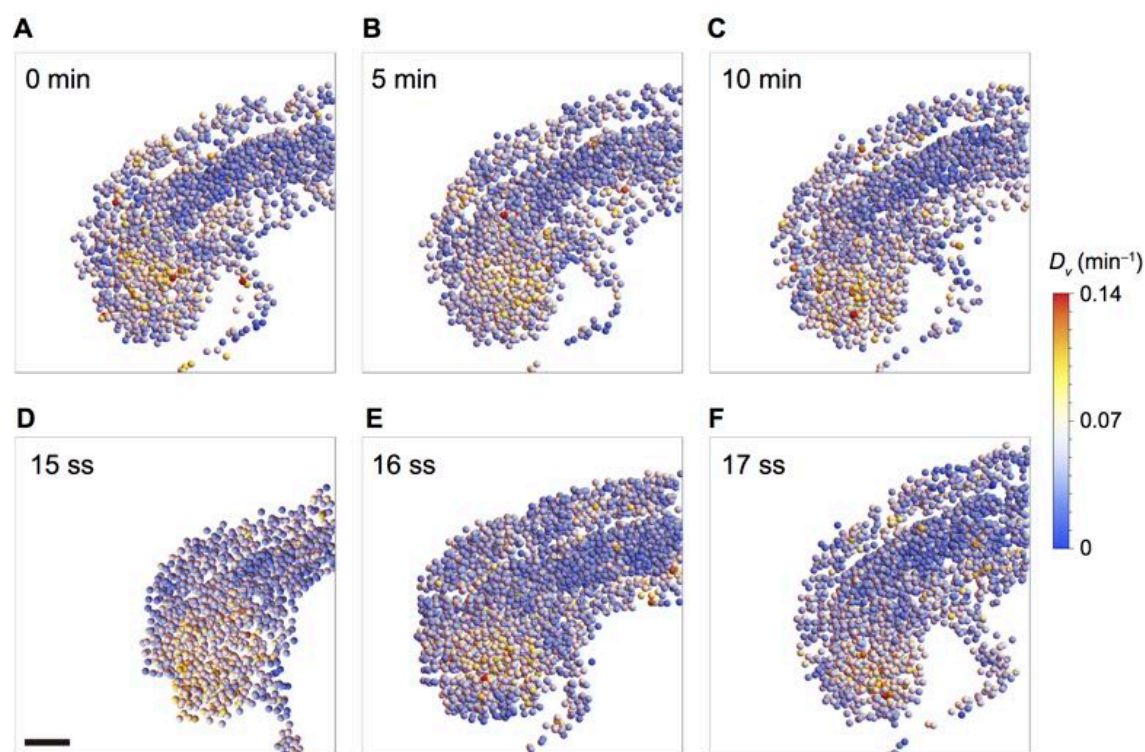 A
B
C
0 min
5 min
10 min
D_v (min⁻¹)
0.14
0.07
0
D
E
F
15 ss
16 ss
17 ss